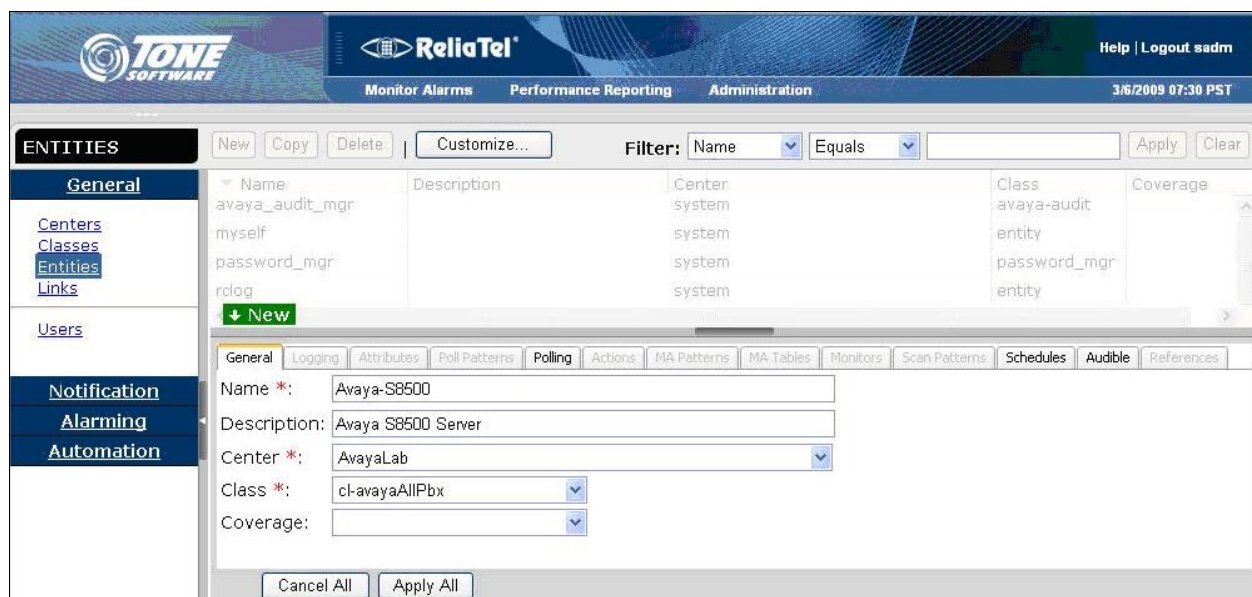 TONE SOFTWARE
ReliaTel
Help | Logout sadm
Monitor Alarms Performance Reporting Administration
3/6/2009 07:30 PST
ENTITIES
New Copy Delete | Customize... Filter: Name Equals Apply Clear
General
Centers
Classes
Entities
Links
Users
Notification
Alarming
Automation
Name Description Center Class Coverage
avaya_audit_mgr system avaya-audit
myself system entity
password_mgr system password_mgr
rclog system entity
New
General Logging Attributes Poll Patterns Polling Actions MA Patterns MA Tables Monitors Scan Patterns Schedules Audible References
Name *: Avaya-S8500
Description: Avaya S8500 Server
Center *: AvayaLab
Class *: cl-avayaAllPbx
Coverage:
Cancel All Apply All